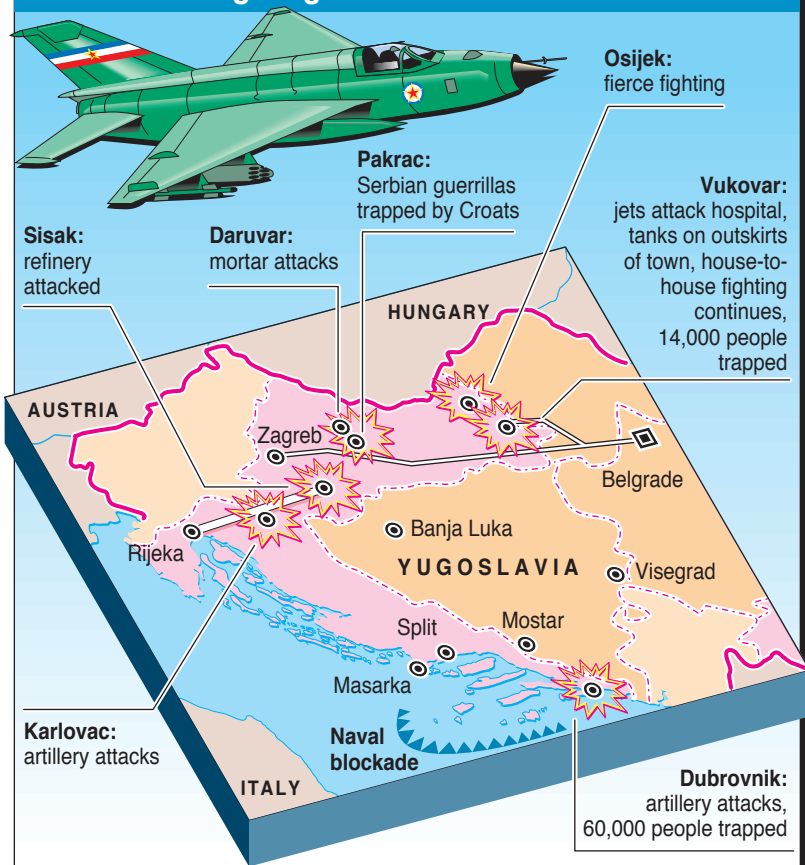 Osijek:
fierce fighting
Pakrac:
Serbian guerrillas
trapped by Croats
Vukovar:
jets attack hospital,
tanks on outskirts
of town, house-to-
house fighting
continues,
14,000 people
trapped
Sisak:
refinery
attacked
Daruvar:
mortar attacks
HUNGARY
AUSTRIA
Zagreb
Belgrade
Rijeka
Banja Luka
YUGOSLAVIA
Visegrad
Split
Mostar
Masarka
Karlovac:
artillery attacks
Naval
blockade
ITALY
Dubrovnik:
artillery attacks,
60,000 people trapped